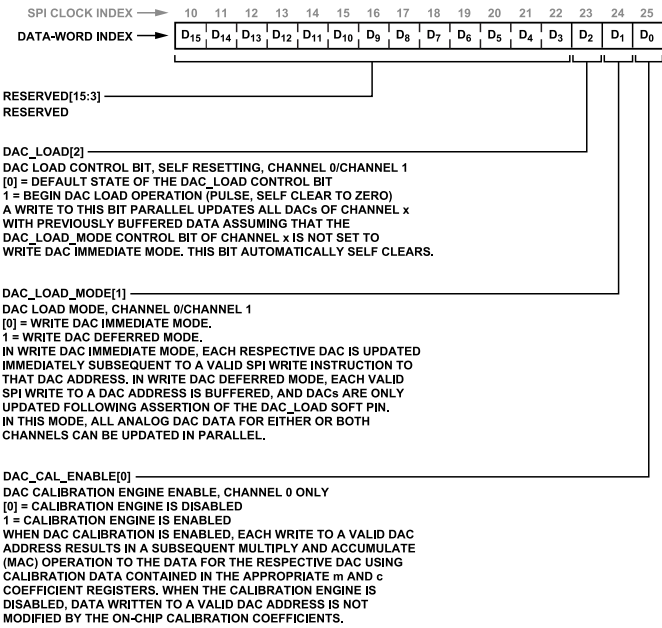 SPI CLOCK INDEX 10 11 12 13 14 15 16 17 18 19 20 21 22 23 24 25
DATA-WORD INDEX D15 D14 D13 D12 D11 D10 D9 D8 D7 D6 D5 D4 D3 D2 D1 D0
RESERVED[15:3]
RESERVED
DAC_LOAD[2]
DAC LOAD CONTROL BIT, SELF RESETTING, CHANNEL 0/CHANNEL 1
[0] = DEFAULT STATE OF THE DAC_LOAD CONTROL BIT
1 = BEGIN DAC LOAD OPERATION (PULSE, SELF CLEAR TO ZERO)
A WRITE TO THIS BIT PARALLEL UPDATES ALL DACs OF CHANNEL x
WITH PREVIOUSLY BUFFERED DATA ASSUMING THAT THE
DAC_LOAD_MODE CONTROL BIT OF CHANNEL x IS NOT SET TO
WRITE DAC IMMEDIATE MODE. THIS BIT AUTOMATICALLY SELF CLEARS.
DAC_LOAD_MODE[1]
DAC LOAD MODE, CHANNEL 0/CHANNEL 1
[0] = WRITE DAC IMMEDIATE MODE.
1 = WRITE DAC DEFERRED MODE.
IN WRITE DAC IMMEDIATE MODE, EACH RESPECTIVE DAC IS UPDATED
IMMEDIATELY SUBSEQUENT TO A VALID SPI WRITE INSTRUCTION TO
THAT DAC ADDRESS. IN WRITE DAC DEFERRED MODE, EACH VALID
SPI WRITE TO A DAC ADDRESS IS BUFFERED, AND DACs ARE ONLY
UPDATED FOLLOWING ASSERTION OF THE DAC_LOAD SOFT PIN.
IN THIS MODE, ALL ANALOG DAC DATA FOR EITHER OR BOTH
CHANNELS CAN BE UPDATED IN PARALLEL.
DAC_CAL_ENABLE[0]
DAC CALIBRATION ENGINE ENABLE, CHANNEL 0 ONLY
[0] = CALIBRATION ENGINE IS DISABLED
1 = CALIBRATION ENGINE IS ENABLED
WHEN DAC CALIBRATION IS ENABLED, EACH WRITE TO A VALID DAC
ADDRESS RESULTS IN A SUBSEQUENT MULTIPLY AND ACCUMULATE
(MAC) OPERATION TO THE DATA FOR THE RESPECTIVE DAC USING
CALIBRATION DATA CONTAINED IN THE APPROPRIATE m AND c
COEFFICIENT REGISTERS. WHEN THE CALIBRATION ENGINE IS
DISABLED, DATA WRITTEN TO A VALID DAC ADDRESS IS NOT
MODIFIED BY THE ON-CHIP CALIBRATION COEFFICIENTS.